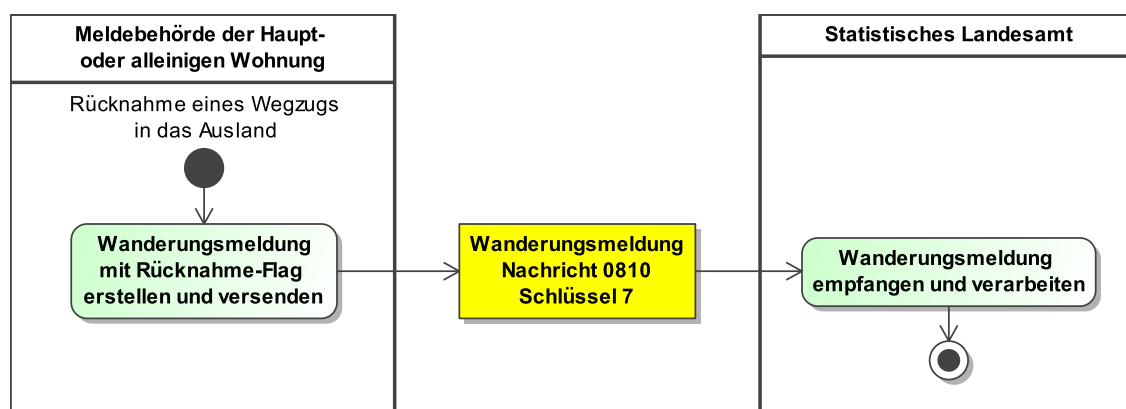 Meldebehörde der Haupt-
oder alleinigen Wohnung
Statistisches Landesamt
Rücknahme eines Wegzugs
in das Ausland
Wanderungsmeldung
mit Rücknahme-Flag
erstellen und versenden
Wanderungsmeldung
Nachricht 0810
Schlüssel 7
Wanderungsmeldung
empfangen und verarbeiten